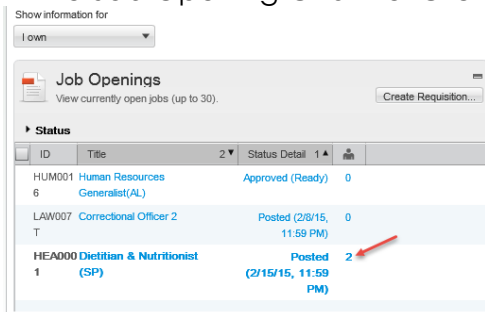 Show information for
I own
Job Openings
View currently open jobs (up to 30).
Create Requisition...
Status
ID Title 2 Status Detail 1
HUM001 Human Resources Approved (Ready) 0
6 Generalist(AL)
LAW007 Correctional Officer 2 Posted (2/8/15, 0
T 11:59 PM)
HEA000 Dietitian & Nutritionist Posted 2
1 (SP) (2/15/15, 11:59
PM)